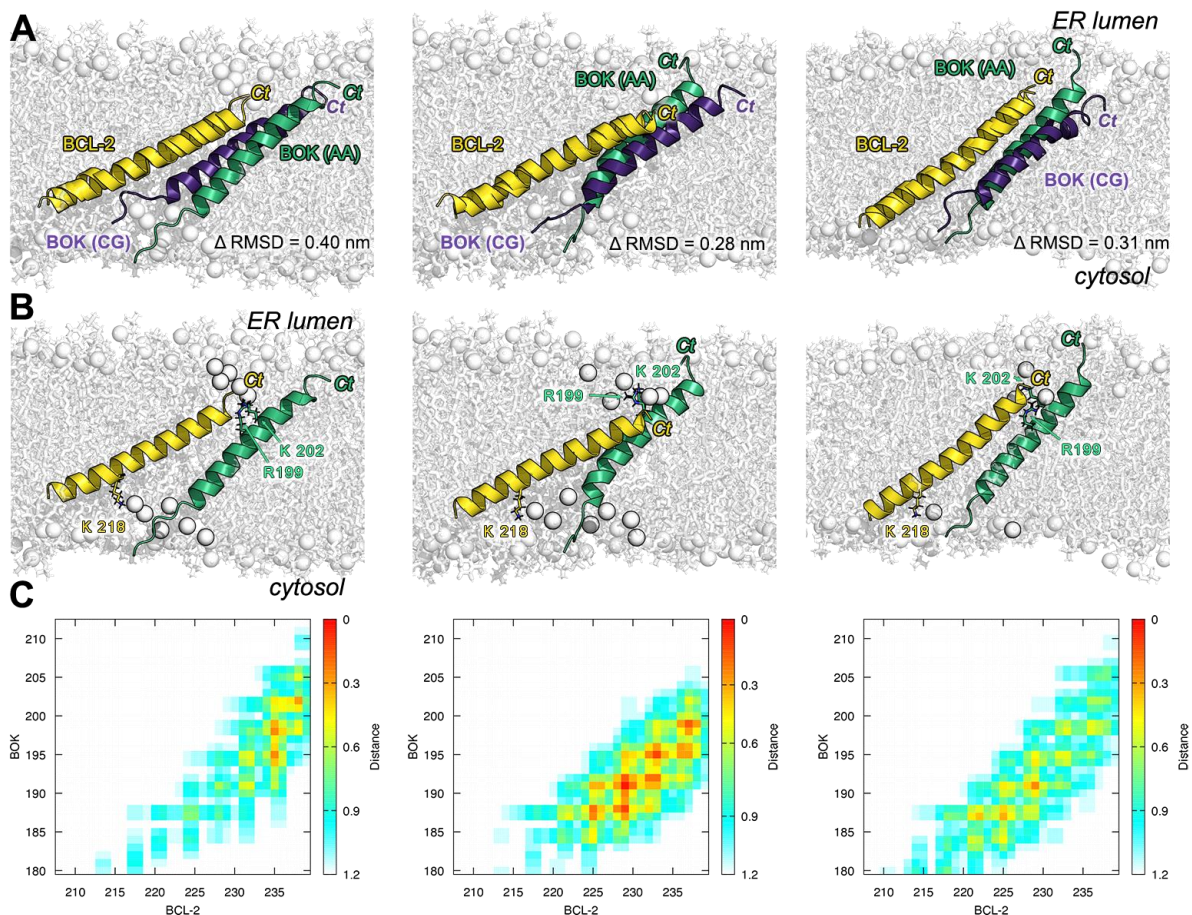 A
ER lumen
Ct
Ct
Ct
BCL-2
BOK (AA)
BOK (CG)
Δ RMSD = 0.40 nm
Ct
BOK (AA)
Ct
Ct
BCL-2
BOK (CG)
Δ RMSD = 0.28 nm
Ct
BOK (AA)
Ct
Ct
BCL-2
BOK (CG)
Δ RMSD = 0.31 nm
cytosol
B
ER lumen
Ct
Ct
K 202
R199
K 218
cytosol
Ct
K 202
R199
Ct
K 218
Ct
K 202
Ct
R199
K 218
C
210
205
200
195
190
185
180
BOK
210 215 220 225 230 235
BCL-2
0
0.3
0.6
0.9
1.2
Distance
210
205
200
195
190
185
180
BOK
210 215 220 225 230 235
BCL-2
0
0.3
0.6
0.9
1.2
Distance
210
205
200
195
190
185
180
BOK
210 215 220 225 230 235
BCL-2
0
0.3
0.6
0.9
1.2
Distance